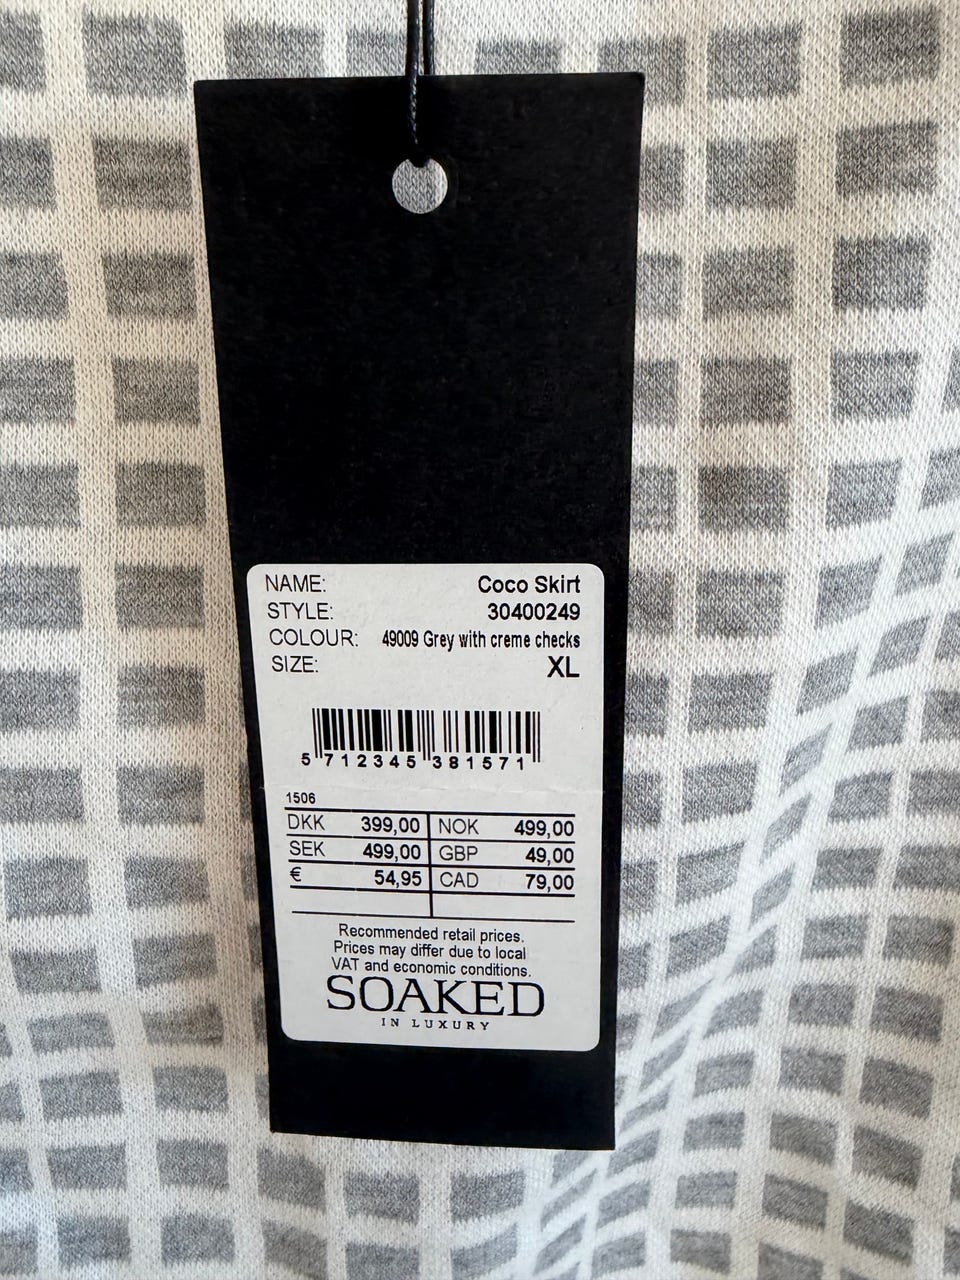 NAME: Coco Skirt
STYLE: 30400249
COLOUR: 49009 Grey with creme checks
SIZE: XL
5 712345 381571
1506
DKK 399,00 NOK 499,00
SEK 499,00 GBP 49,00
€ 54,95 CAD 79,00
Recommended retail prices.
Prices may differ due to local
VAT and economic conditions.
SOAKED
IN LUXURY